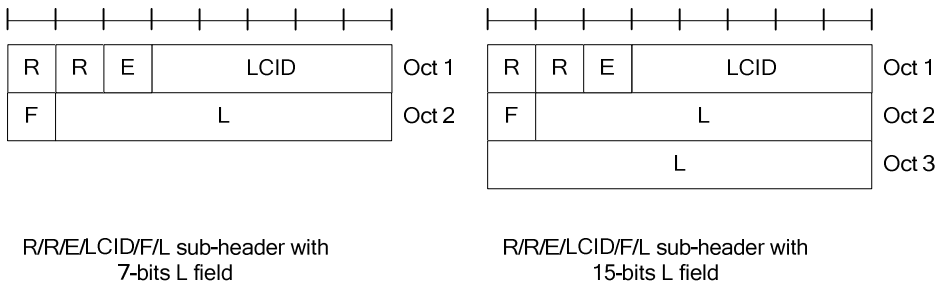 R R E LCID Oct 1
F L Oct 2
R/R/E/LCID/F/L sub-header with
7-bits L field
R R E LCID Oct 1
F L Oct 2
L Oct 3
R/R/E/LCID/F/L sub-header with
15-bits L field